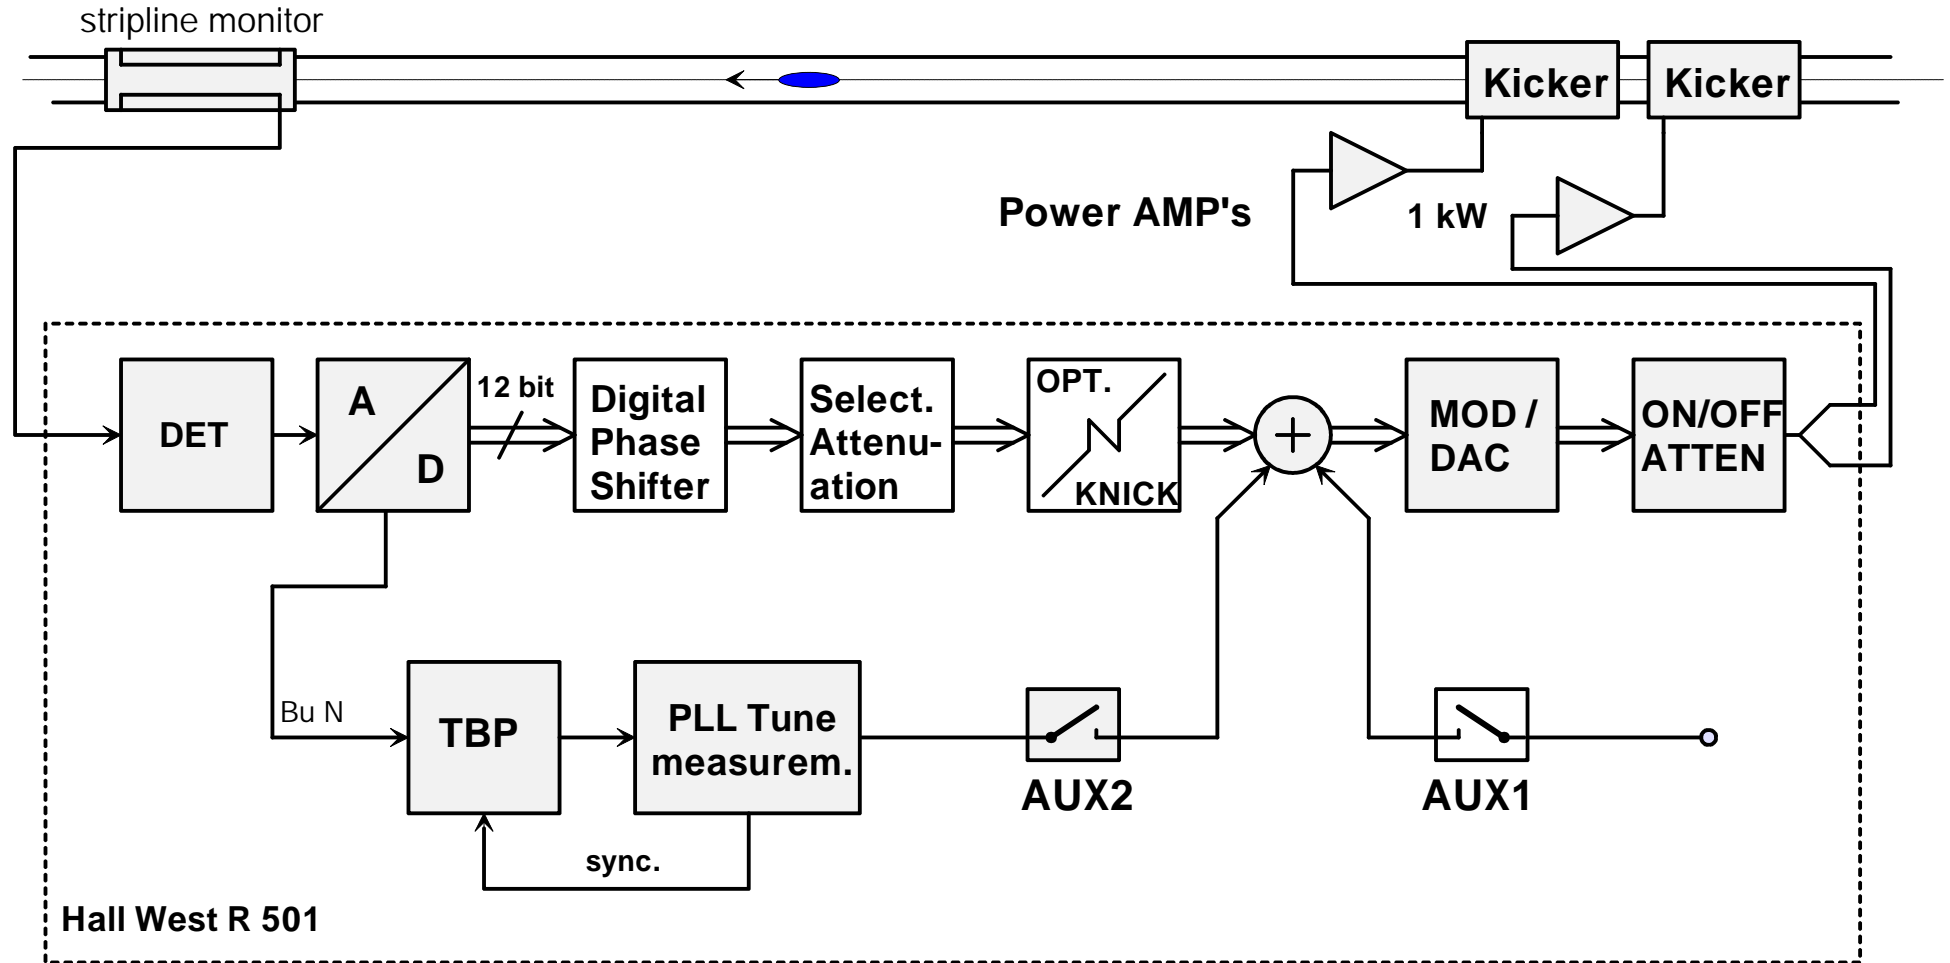 stripline monitor
Kicker
Kicker
Power AMP's
1 kW
DET
A
D
12 bit
Digital
Phase
Shifter
Select.
Attenu-
ation
OPT.
KNICK
+
MOD /
DAC
ON/OFF
ATTEN
Bu N
TBP
PLL Tune
measurem.
AUX2
AUX1
sync.
Hall West R 501